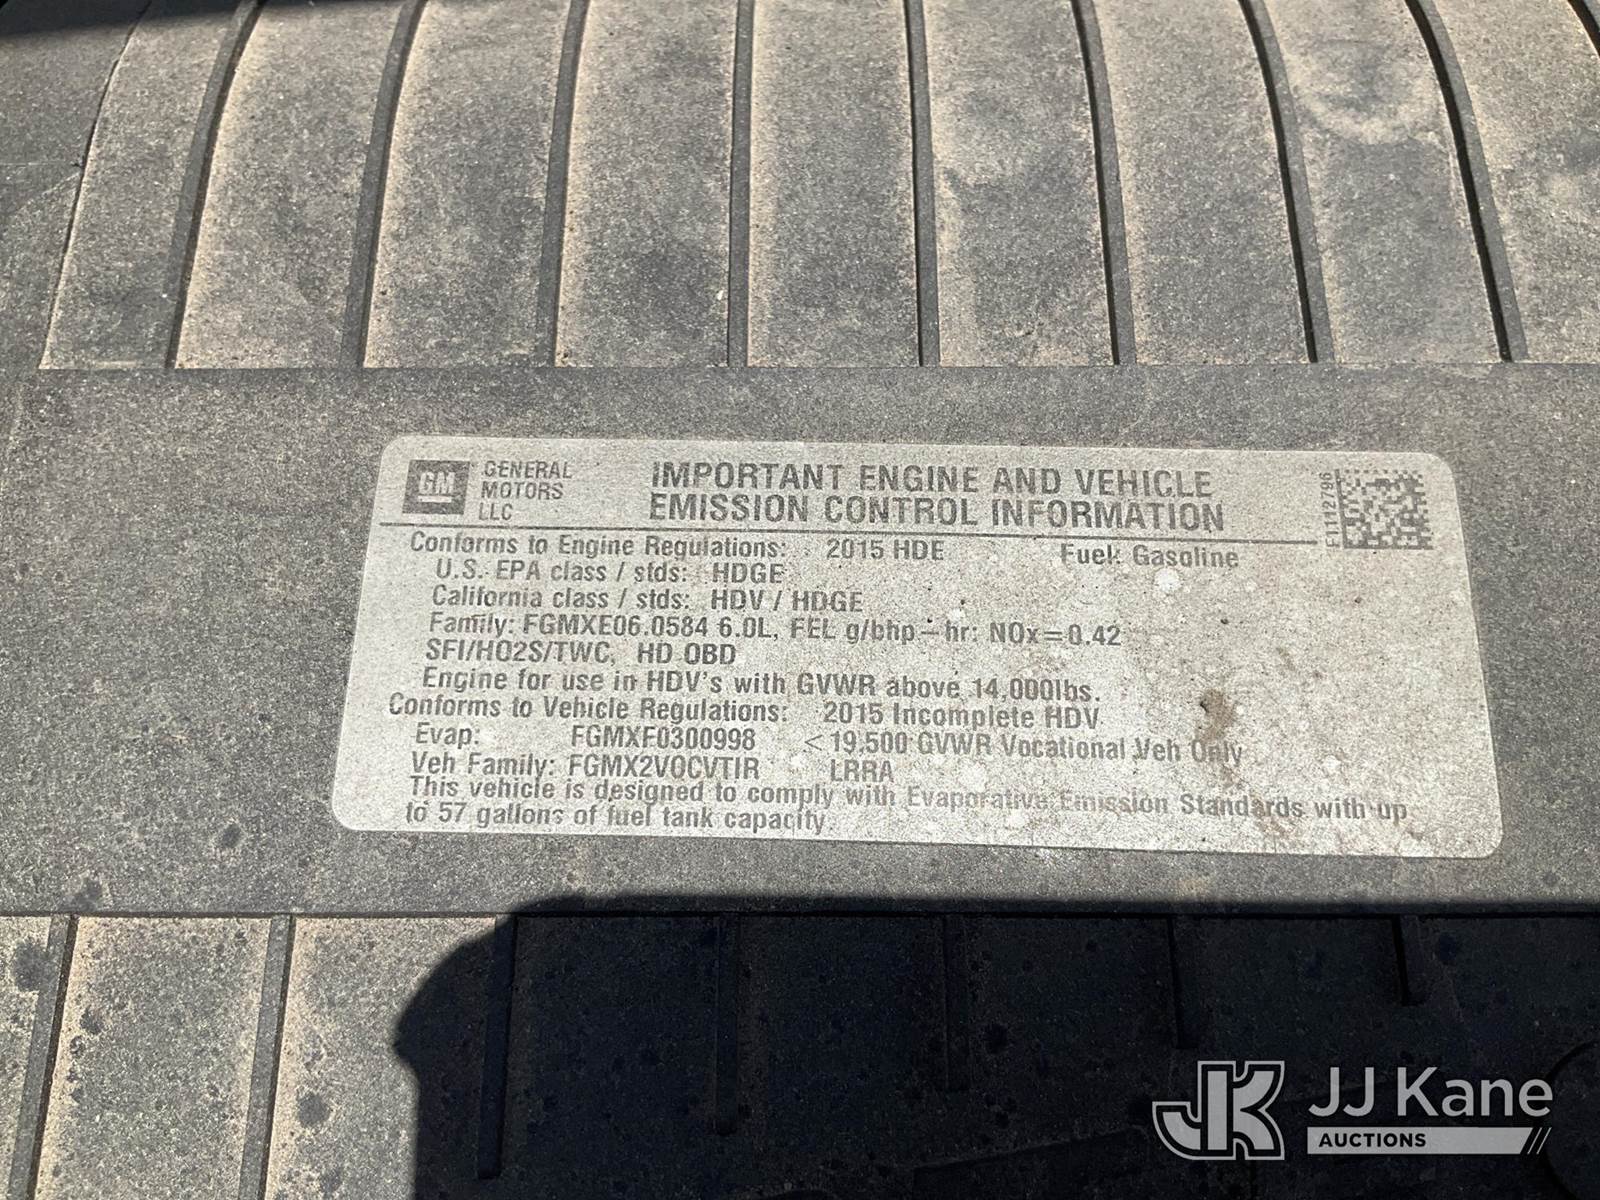 GM GENERAL MOTORS LLC
IMPORTANT ENGINE AND VEHICLE
EMISSION CONTROL INFORMATION
F1112796
Conforms to Engine Regulations: 2015 HDE Fuel: Gasoline
U.S. EPA class / stds: HDGE
California class / stds: HDV / HDGE
Family: FGMXE06.0584 6.0L, FEL g/bhp - hr: NOx = 0.42
SFI/HO2S/TWC, HD OBD
Engine for use in HDV's with GVWR above 14,000lbs.
Conforms to Vehicle Regulations: 2015 Incomplete HDV
Evap: FGMXF0300998 < 19,500 GVWR Vocational Veh Only
Veh Family: FGMX2VOCVTIR LRRA
This vehicle is designed to comply with Evaporative Emission Standards with up
to 57 gallons of fuel tank capacity.
JK JJ Kane
AUCTIONS